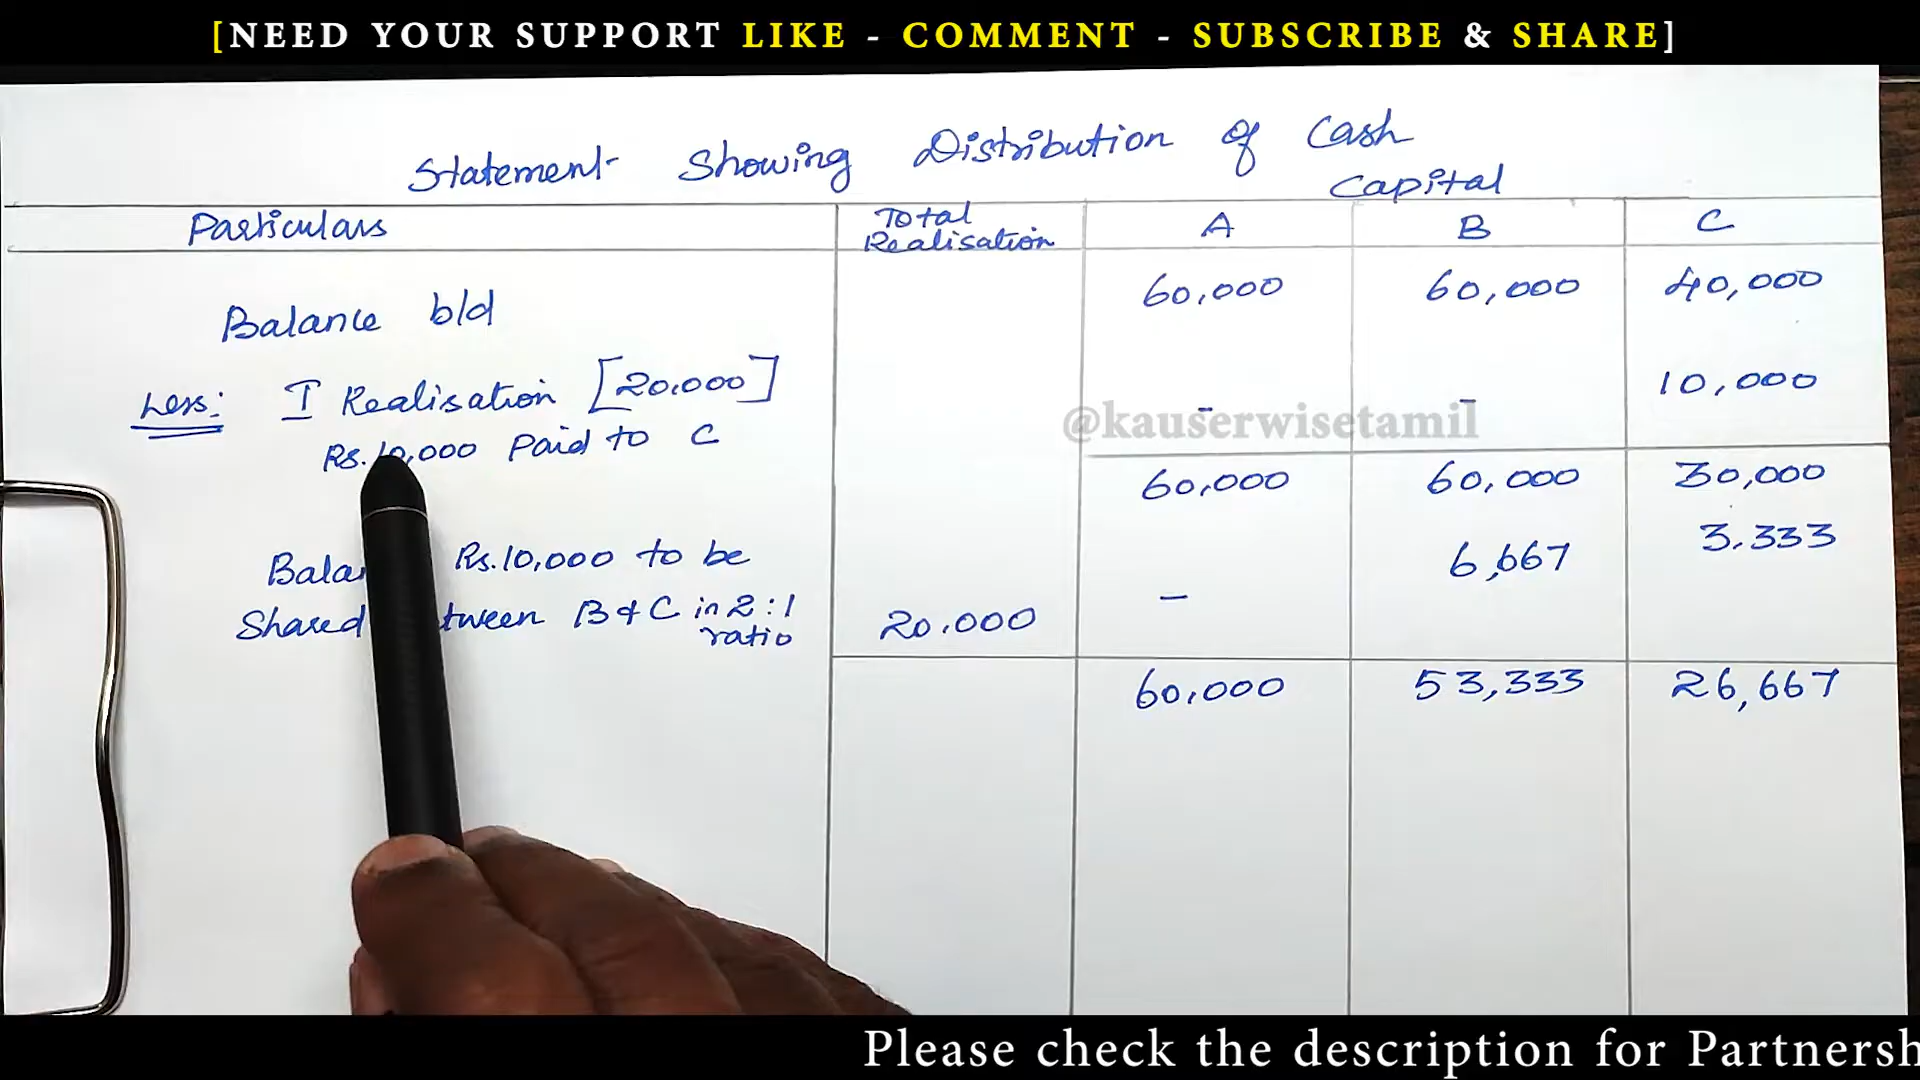 [NEED YOUR SUPPORT LIKE - COMMENT - SUBSCRIBE & SHARE]
Statement Showing Distribution of Cash
Capital
Particulars Total Realisation A B C
Balance b/d 60,000 60,000 40,000
Less: I Realisation [20,000] - - 10,000
Rs.10,000 Paid to C
@kauserwisetamil
60,000 60,000 30,000
Rs.10,000 to be - 6,667 3,333
Shared B & C in 2:1
ratio 20,000
60,000 53,333 26,667
Please check the description for